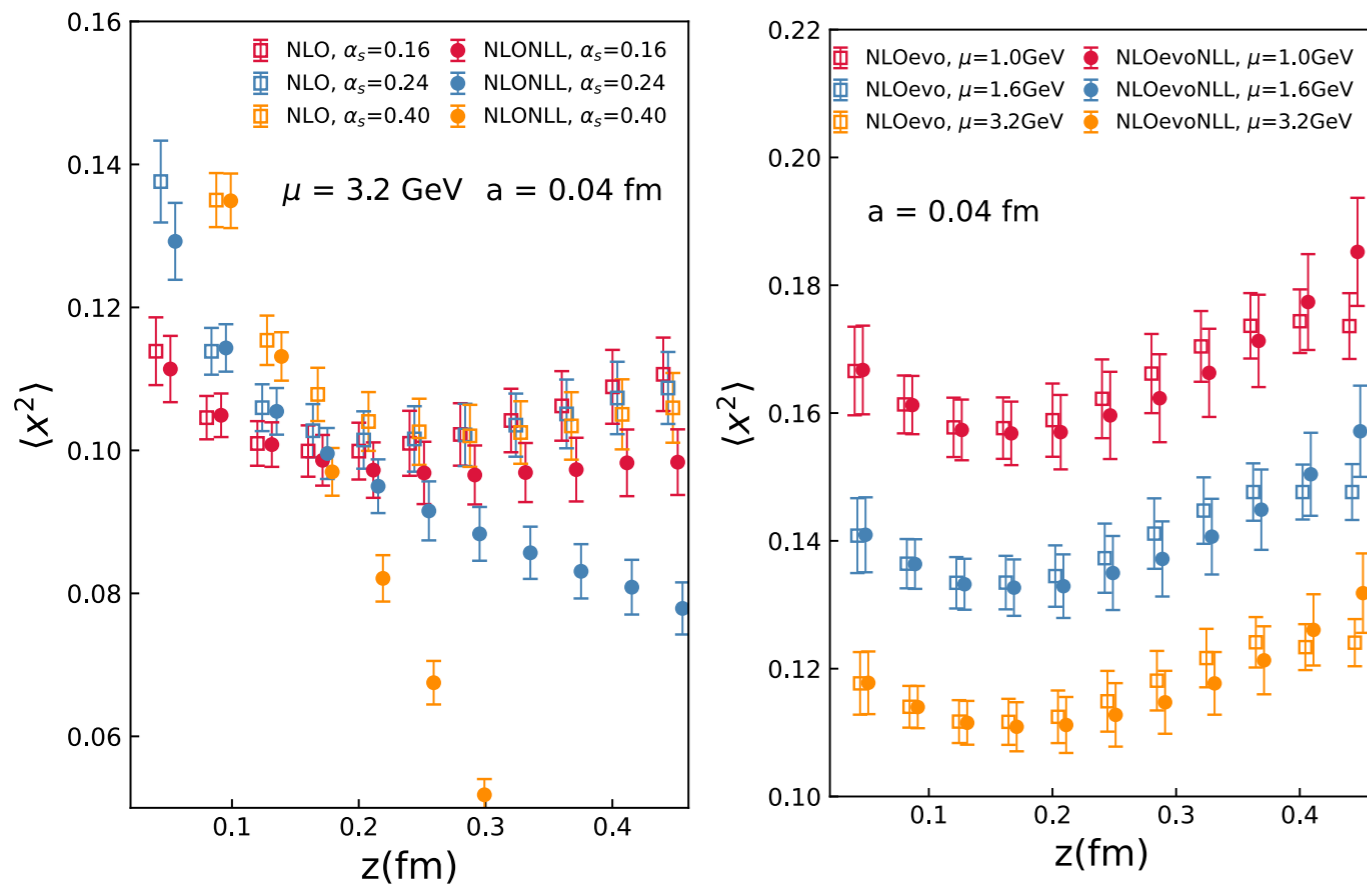 0.16
NLO, αₛ=0.16 NLONLL, αₛ=0.16
NLO, αₛ=0.24 NLONLL, αₛ=0.24
NLO, αₛ=0.40 NLONLL, αₛ=0.40
0.14
μ = 3.2 GeV a = 0.04 fm
0.12
⟨x²⟩
0.10
0.08
0.06
0.1 0.2 0.3 0.4
z(fm)
0.22
NLOevo, μ=1.0GeV NLOevoNLL, μ=1.0GeV
NLOevo, μ=1.6GeV NLOevoNLL, μ=1.6GeV
NLOevo, μ=3.2GeV NLOevoNLL, μ=3.2GeV
0.20
a = 0.04 fm
0.18
⟨x²⟩
0.16
0.14
0.12
0.10
0.1 0.2 0.3 0.4
z(fm)